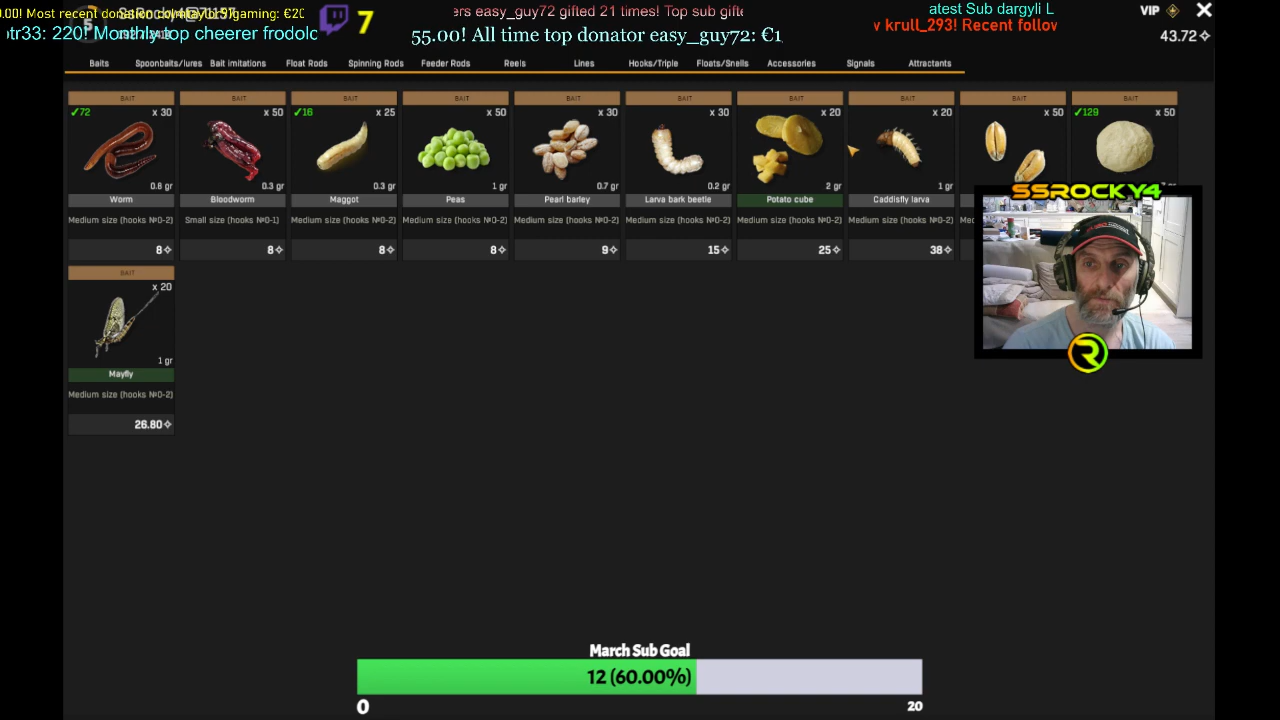 .00! Most recent donation
gaming: €20
ers easy_guy72 gifted 21 times! Top sub gifte
atest Sub dargyli L
VIP
5
7
otr33: 220! Monthly top cheerer frodolo
55.00! All time top donator easy_guy72: €1
v krull_293! Recent follov
43.72
Baits Spoonbaits/lures Bait imitations Float Rods Spinning Rods Feeder Rods Reels Lines Hooks/Triple Floats/Snells Accessories Signals Attractants
BAIT BAIT BAIT BAIT BAIT BAIT BAIT BAIT BAIT BAIT
✓72 x 30 x 50 ✓16 x 25 x 50 x 30 x 30 x 20 x 20 x 50 ✓129 x 50
0.6 gr 0.3 gr 0.3 gr 1 gr 0.7 gr 0.2 gr 2 gr 1 gr
Worm Bloodworm Maggot Peas Pearl barley Larva bark beetle Potato cube Caddisfly larva
SSROCKY4
Medium size (hooks №0-2) Small size (hooks №0-1) Medium size (hooks №0-2) Medium size (hooks №0-2) Medium size (hooks №0-2) Medium size (hooks №0-2) Medium size (hooks №0-2) Medium size (hooks №0-2)
8 8 8 8 9 15 25 38
BAIT
x 20
1 gr
Mayfly
Medium size (hooks №0-2)
26.80
R
March Sub Goal
12 (60.00%)
0 20